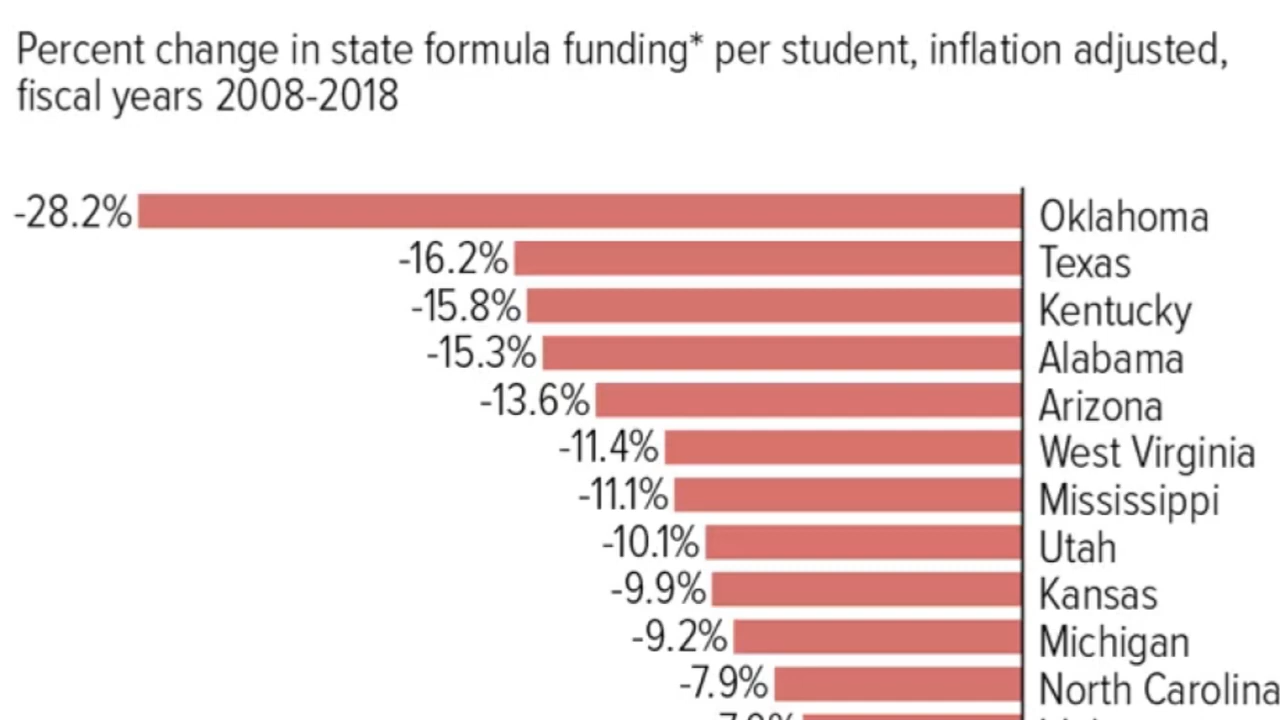 Percent change in state formula funding* per student, inflation adjusted,
fiscal years 2008-2018
-28.2% Oklahoma
-16.2% Texas
-15.8% Kentucky
-15.3% Alabama
-13.6% Arizona
-11.4% West Virginia
-11.1% Mississippi
-10.1% Utah
-9.9% Kansas
-9.2% Michigan
-7.9% North Carolina